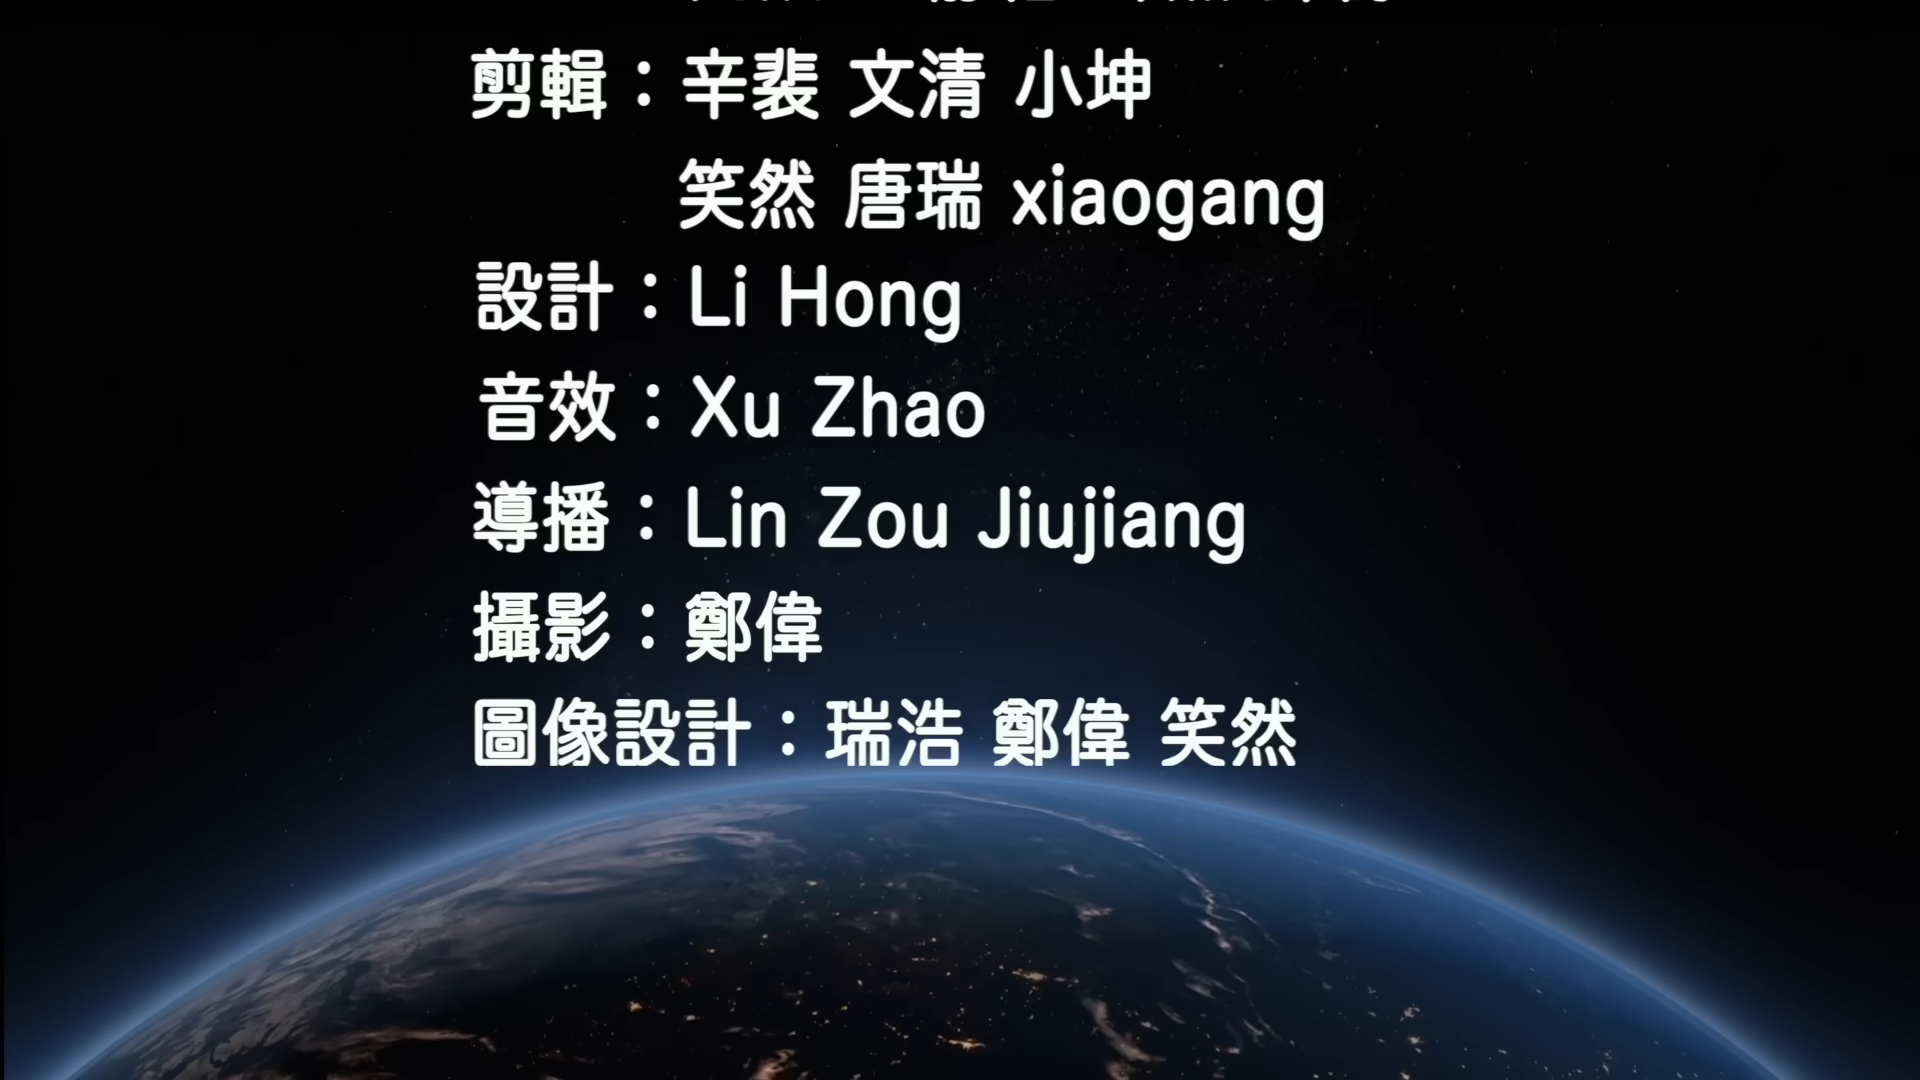 剪輯：辛裴 文清 小坤
笑然 唐瑞 xiaogang
設計：Li Hong
音效：Xu Zhao
導播：Lin Zou Jiujiang
攝影：鄭偉
圖像設計：瑞浩 鄭偉 笑然